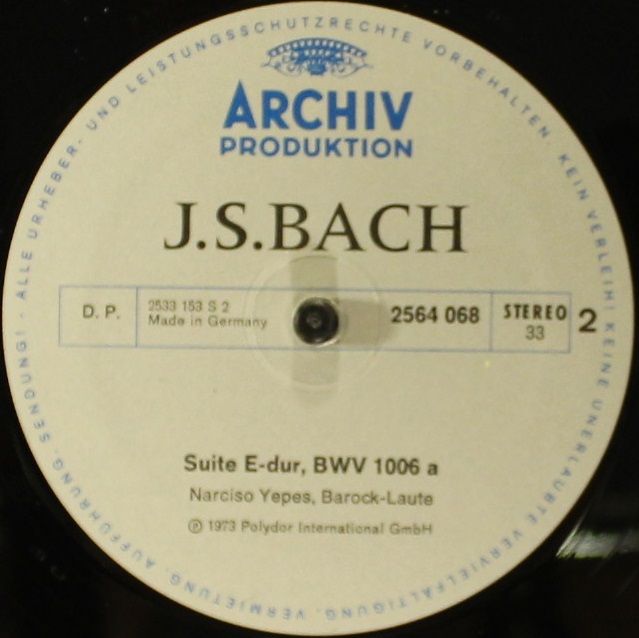 ALLE URHEBER- UND LEISTUNGSSCHUTZRECHTE VORBEHALTEN. KEIN VERLEIH! KEINE UNERLAUBTE VERVIELFÄLTIGUNG, VERMIETUNG, AUFFÜHRUNG, SENDUNG! -
ARCHIV
PRODUKTION
J.S.BACH
D. P.
2533 153 S 2
Made in Germany
2564 068
STEREO
33
2
Suite E-dur, BWV 1006 a
Narciso Yepes, Barock-Laute
Ⓟ 1973 Polydor International GmbH